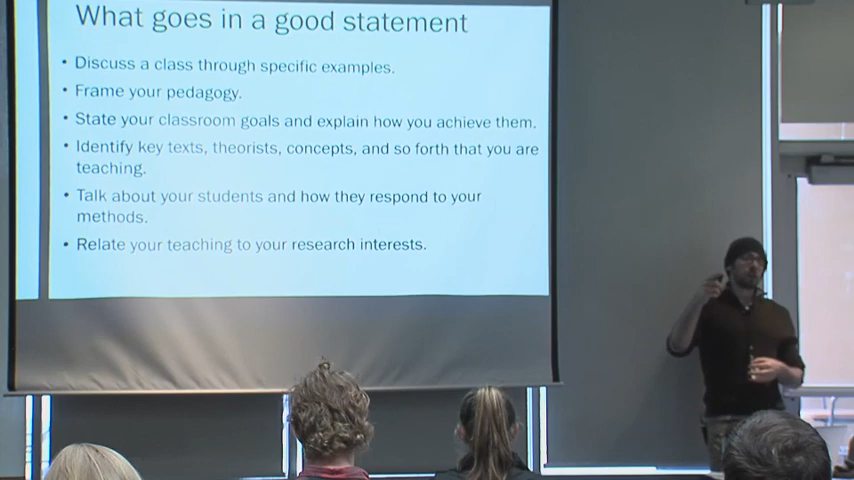 What goes in a good statement
• Discuss a class through specific examples.
• Frame your pedagogy.
• State your classroom goals and explain how you achieve them.
• Identify key texts, theorists, concepts, and so forth that you are
teaching.
• Talk about your students and how they respond to your
methods.
• Relate your teaching to your research interests.